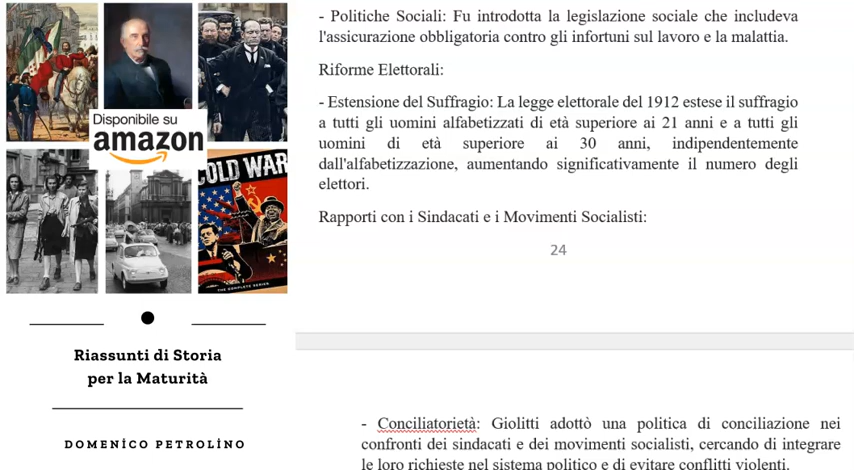 Disponibile su
amazon
COLD WAR
THE COMPLETE SERIES
Riassunti di Storia
per la Maturità
DOMENICO PETROLINO
- Politiche Sociali: Fu introdotta la legislazione sociale che includeva
l'assicurazione obbligatoria contro gli infortuni sul lavoro e la malattia.
Riforme Elettorali:
- Estensione del Suffragio: La legge elettorale del 1912 estese il suffragio
a tutti gli uomini alfabetizzati di età superiore ai 21 anni e a tutti gli
uomini di età superiore ai 30 anni, indipendentemente
dall'alfabetizzazione, aumentando significativamente il numero degli
elettori.
Rapporti con i Sindacati e i Movimenti Socialisti:
24
- Conciliatorietà: Giolitti adottò una politica di conciliazione nei
confronti dei sindacati e dei movimenti socialisti, cercando di integrare
le loro richieste nel sistema politico e di evitare conflitti violenti.